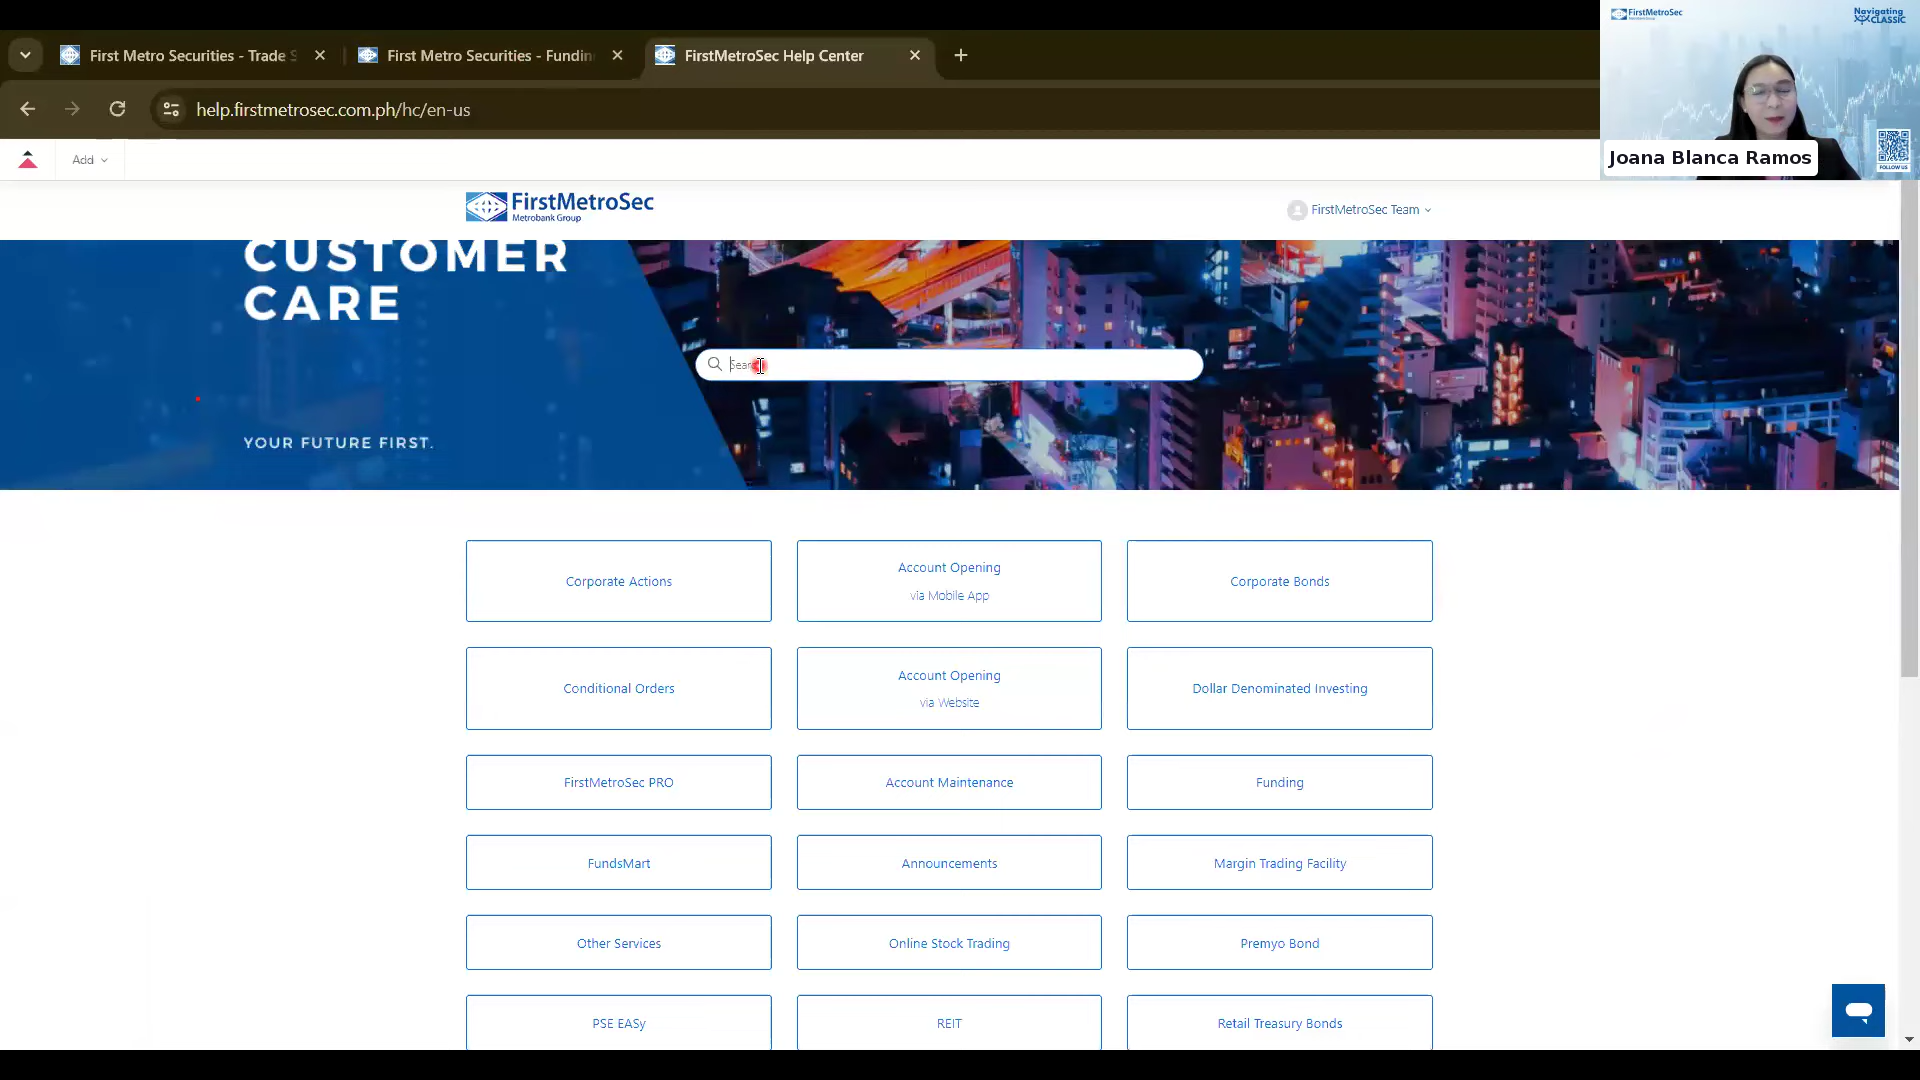 First Metro Securities - Trade
First Metro Securities - Fundin
FirstMetroSec Help Center
help.firstmetrosec.com.ph/hc/en-us
Add
FirstMetroSec
Navigating
CLASSIC
Joana Blanca Ramos
FOLLOW US
FirstMetroSec
Metrobank Group
FirstMetroSec Team
CUSTOMER
CARE
YOUR FUTURE FIRST.
Corporate Actions
Account Opening
via Mobile App
Corporate Bonds
Conditional Orders
Account Opening
via Website
Dollar Denominated Investing
FirstMetroSec PRO
Account Maintenance
Funding
FundsMart
Announcements
Margin Trading Facility
Other Services
Online Stock Trading
Premyo Bond
PSE EASy
REIT
Retail Treasury Bonds